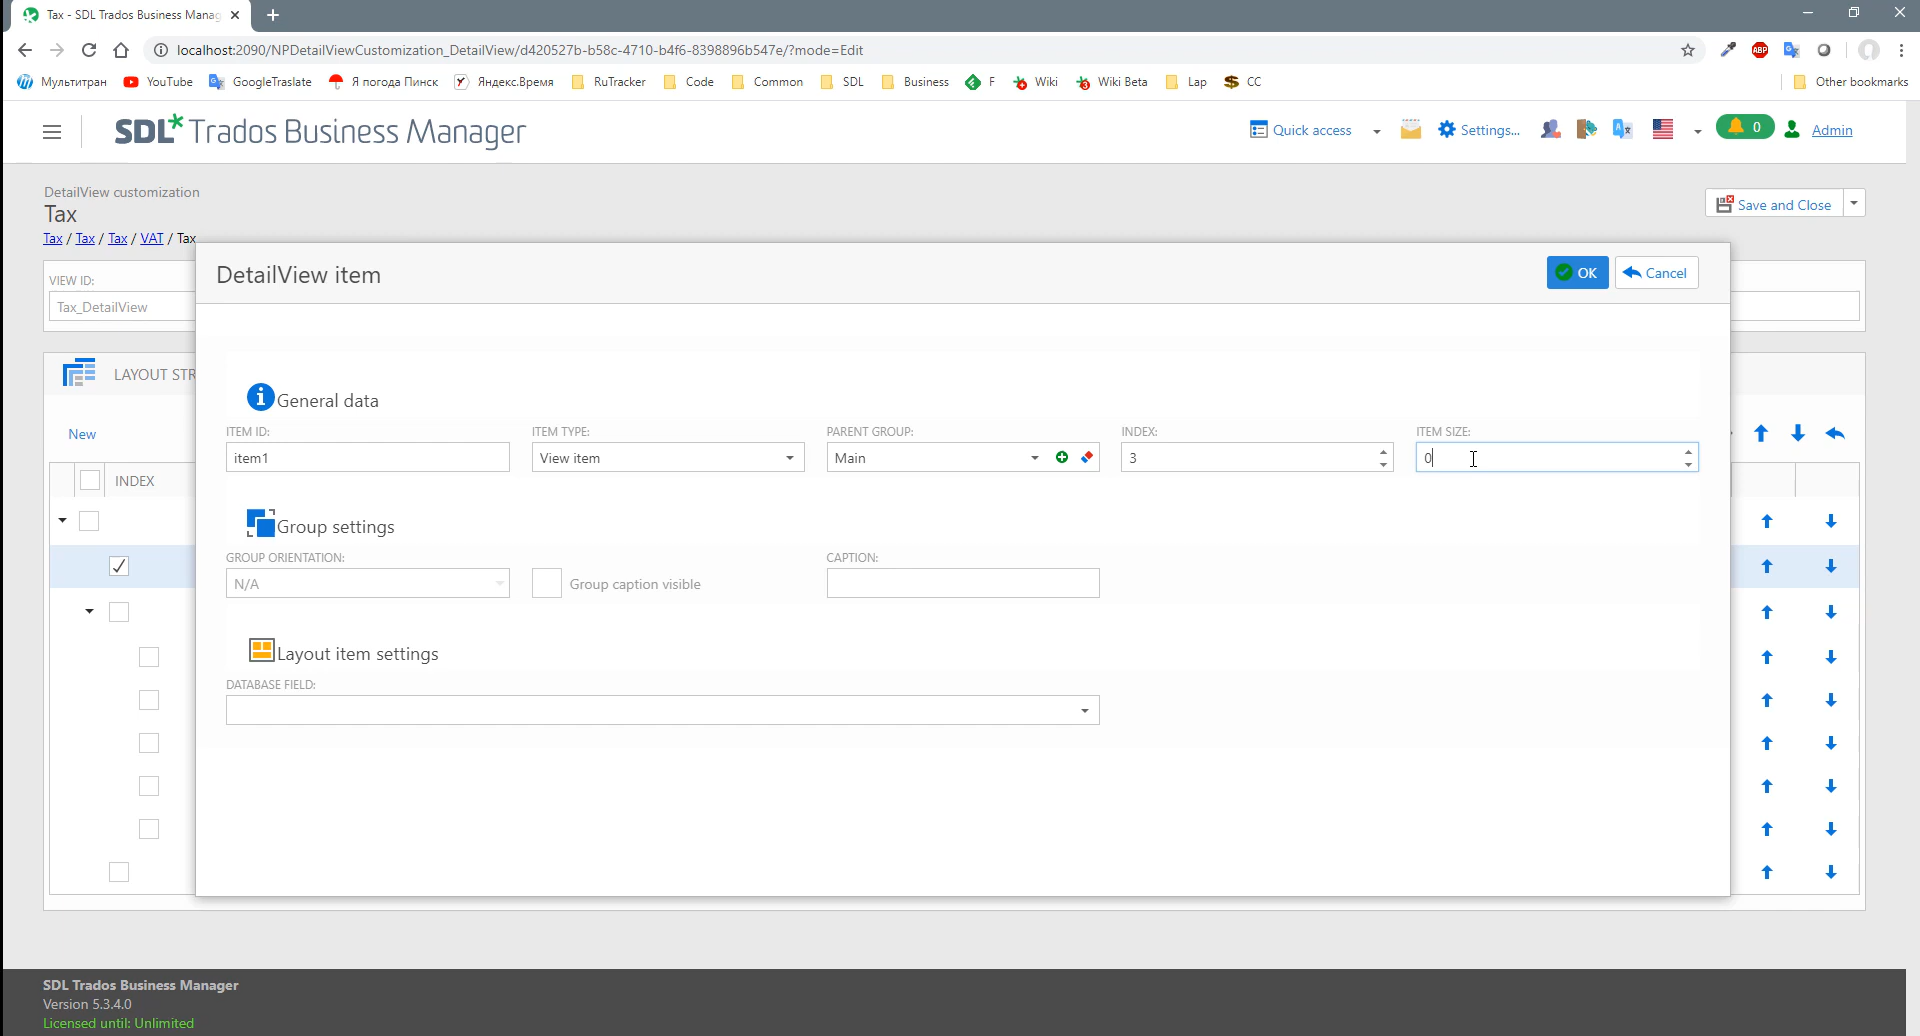 Tax - SDL Trados Business Manag
localhost:2090/NPDetailViewCustomization_DetailView/d420527b-b58c-4710-b4f6-8398896b547e/?mode=Edit
Мультитран YouTube GoogleTraslate Я погода Пинск Яндекс.Время RuTracker Code Common SDL Business F Wiki Wiki Beta Lap CC Other bookmarks
SDL* Trados Business Manager Quick access Settings... 0 Admin
DetailView customization
Tax
Save and Close
Tax / Tax / Tax / VAT / Tax
DetailView item OK Cancel
VIEW ID:
Tax_DetailView
LAYOUT STR
General data
New
ITEM ID: ITEM TYPE: PARENT GROUP: INDEX: ITEM SIZE:
item1 View item Main 3 0
INDEX
Group settings
GROUP ORIENTATION: CAPTION:
N/A Group caption visible
Layout item settings
DATABASE FIELD:
SDL Trados Business Manager
Version 5.3.4.0
Licensed until: Unlimited